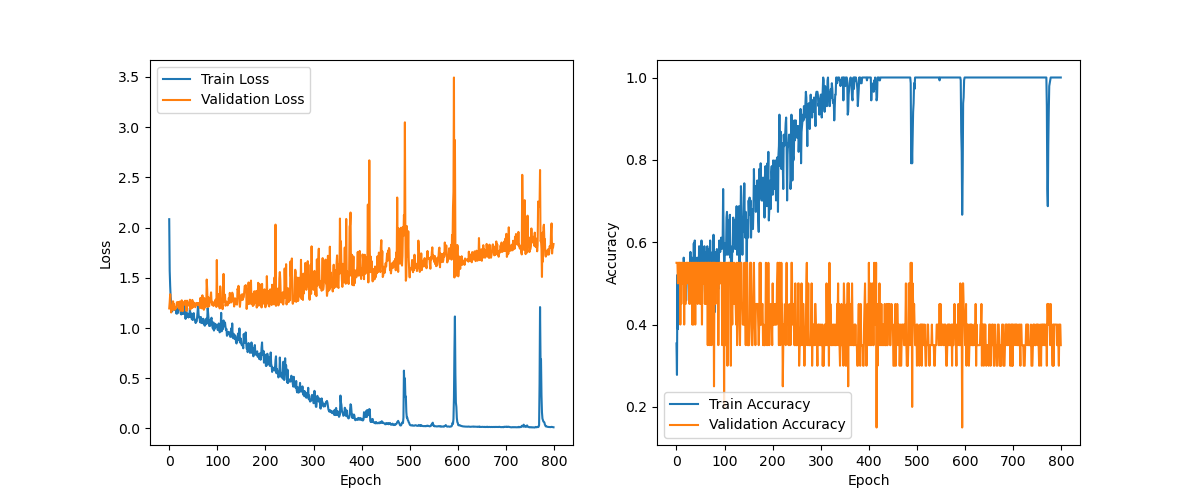 3.5
3.0
2.5
2.0
1.5
1.0
0.5
0.0
Loss
Train Loss
Validation Loss
0 100 200 300 400 500 600 700 800
Epoch
1.0
0.8
0.6
0.4
0.2
Accuracy
Train Accuracy
Validation Accuracy
0 100 200 300 400 500 600 700 800
Epoch